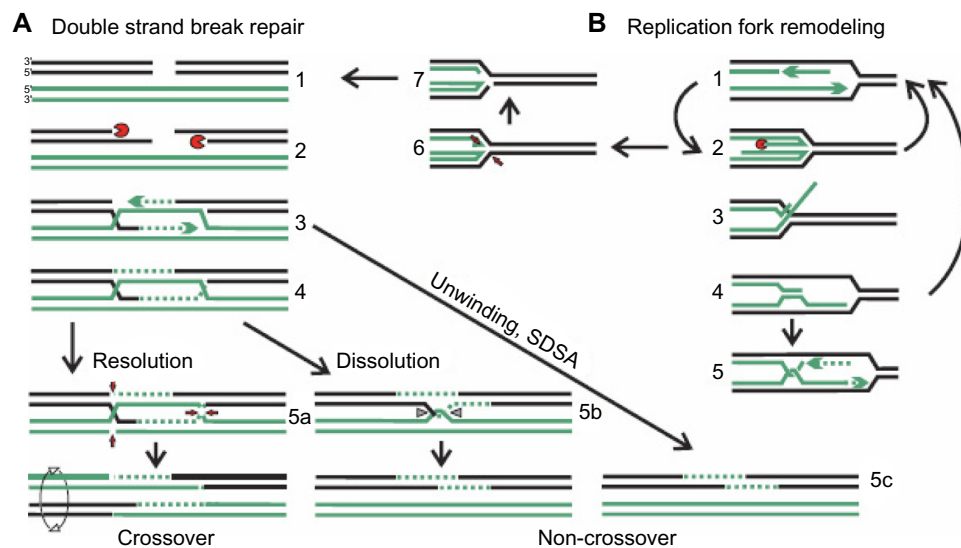 A Double strand break repair
B Replication fork remodeling
3'
5'
1
5'
3'
7
1
2
6
2
3
3
Unwinding, SDSA
4
4
Resolution
Dissolution
5
5a
5b
5c
Crossover
Non-crossover